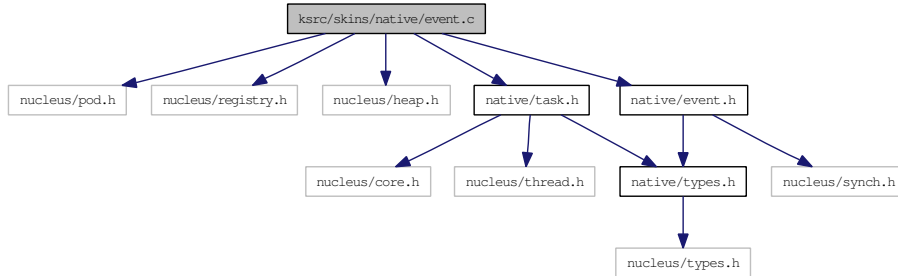 ksrc/skins/native/event.c
nucleus/pod.h
nucleus/registry.h
nucleus/heap.h
native/task.h
native/event.h
nucleus/core.h
nucleus/thread.h
native/types.h
nucleus/synch.h
nucleus/types.h